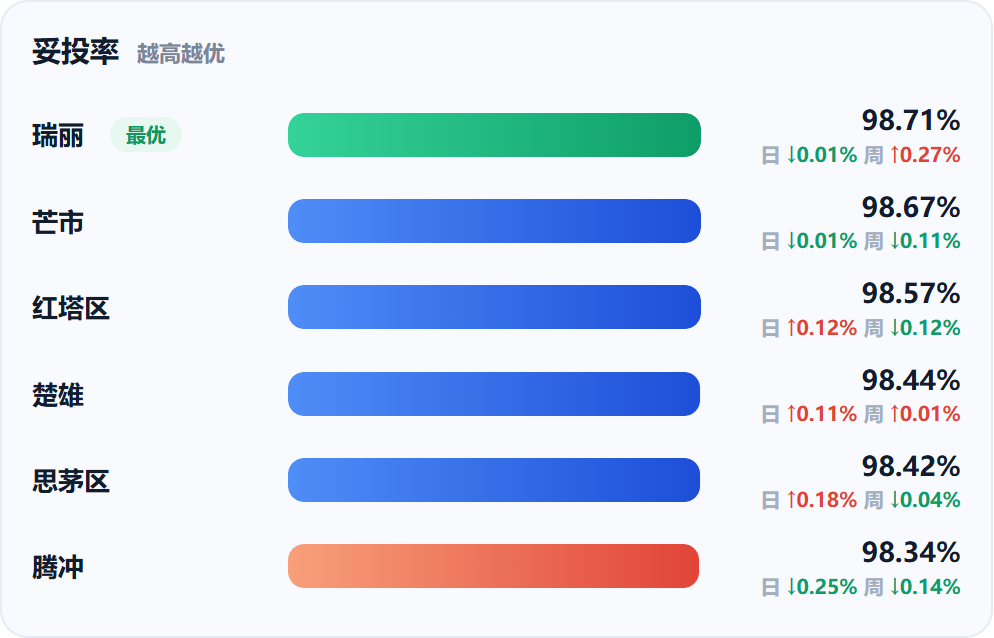 妥投率 越高越优
瑞丽 最优 98.71%
日 ↓0.01% 周 ↑0.27%
芒市 98.67%
日 ↓0.01% 周 ↓0.11%
红塔区 98.57%
日 ↑0.12% 周 ↓0.12%
楚雄 98.44%
日 ↑0.11% 周 ↑0.01%
思茅区 98.42%
日 ↑0.18% 周 ↓0.04%
腾冲 98.34%
日 ↓0.25% 周 ↓0.14%